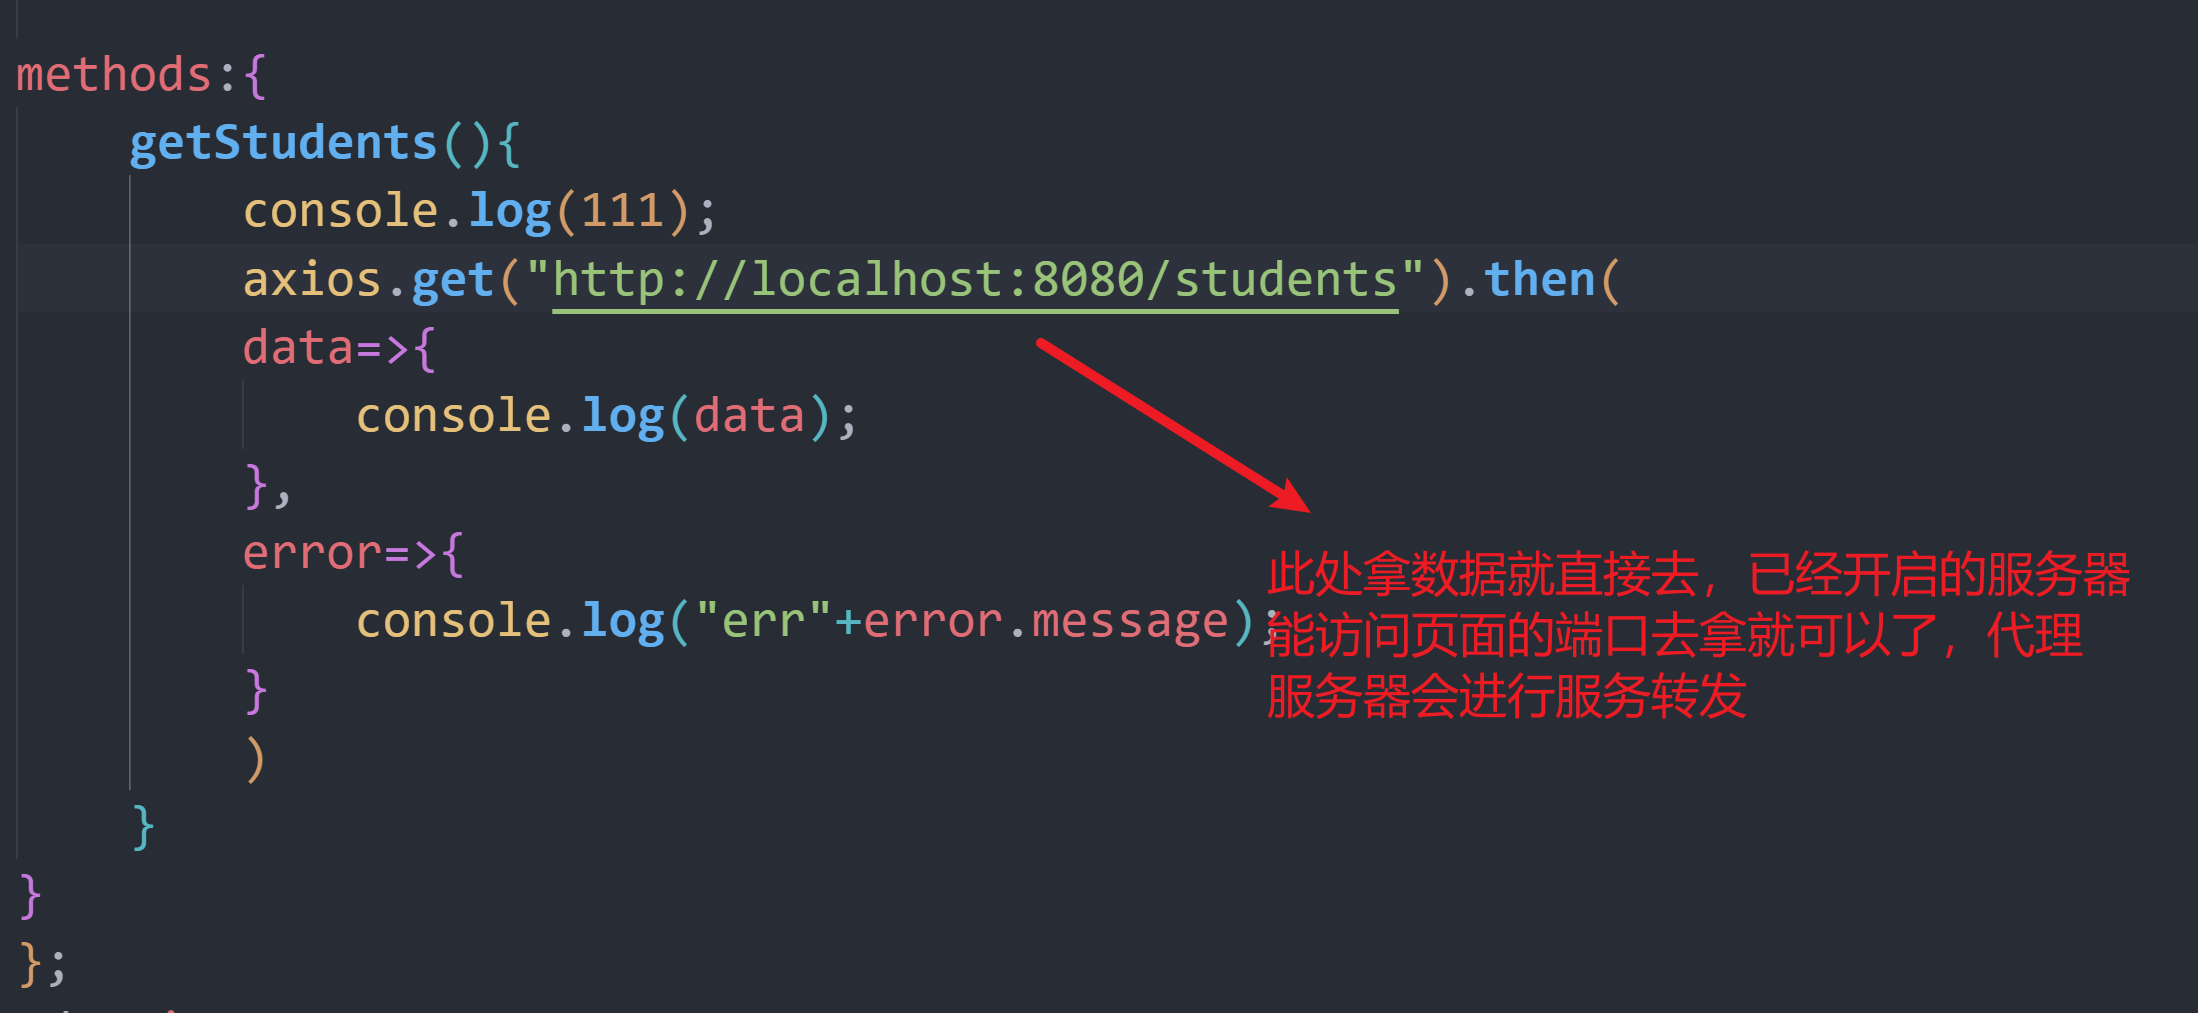 methods:{
getStudents(){
console.log(111);
axios.get("http://localhost:8080/students").then(
data=>{
console.log(data);
},
error=>{
console.log("err"+error.message);
}
)
}
}
};
此处拿数据就直接去，已经开启的服务器
能访问页面的端口去拿就可以了，代理
服务器会进行服务转发